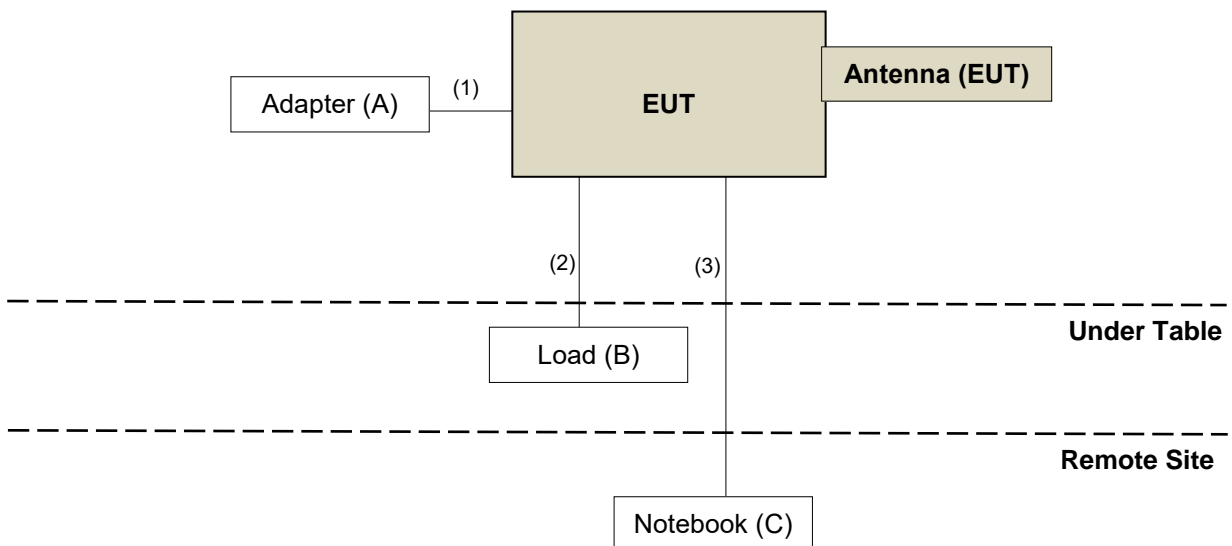 Antenna (EUT)
(1)
Adapter (A)
EUT
(2)
(3)
Under Table
Load (B)
Remote Site
Notebook (C)